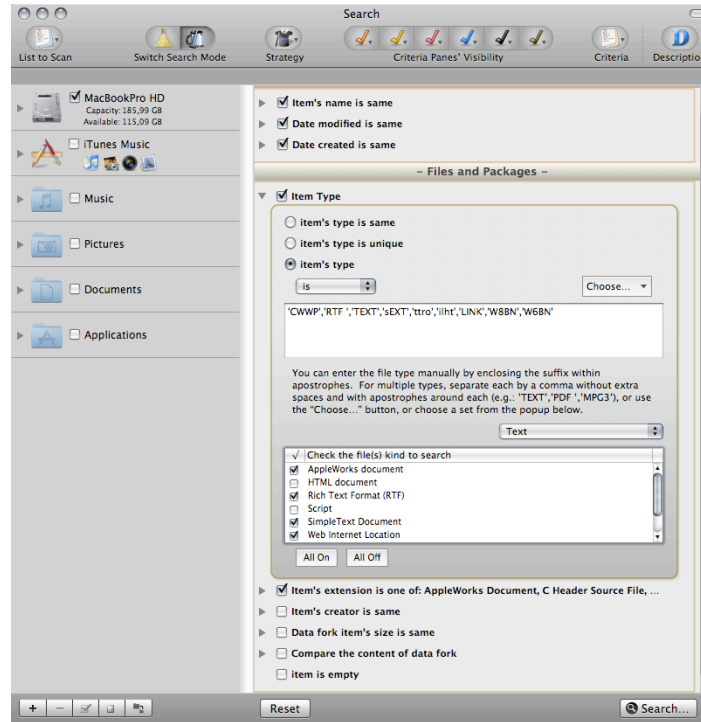 Search
List to Scan
Switch Search Mode
Strategy
Criteria Panes' Visibility
Criteria
Descriptio
MacBookPro HD
Capacity: 185,99 GB
Available: 115,09 GB
iTunes Music
Music
Pictures
Documents
Applications
Item's name is same
Date modified is same
Date created is same
– Files and Packages –
Item Type
item's type is same
item's type is unique
item's type
is
Choose...
'CWWP','RTF ','TEXT','sEXT','ttro','ilht','LINK','W8BN','W6BN'
You can enter the file type manually by enclosing the suffix within
apostrophes. For multiple types, separate each by a comma without extra
spaces and with apostrophes around each (e.g.: 'TEXT','PDF ','MPG3'), or use
the "Choose..." button, or choose a set from the popup below.
Text
√ Check the file(s) kind to search
AppleWorks document
HTML document
Rich Text Format (RTF)
Script
SimpleText Document
Web Internet Location
All On
All Off
Item's extension is one of: AppleWorks Document, C Header Source File, ...
Item's creator is same
Data fork item's size is same
Compare the content of data fork
item is empty
Reset
Search...